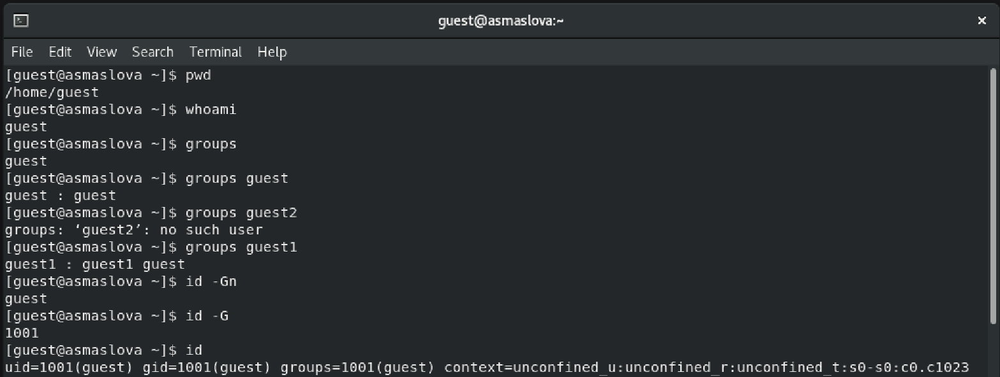 guest@asmaslova:~
File Edit View Search Terminal Help
[guest@asmaslova ~]$ pwd
/home/guest
[guest@asmaslova ~]$ whoami
guest
[guest@asmaslova ~]$ groups
guest
[guest@asmaslova ~]$ groups guest
guest : guest
[guest@asmaslova ~]$ groups guest2
groups: ‘guest2’: no such user
[guest@asmaslova ~]$ groups guest1
guest1 : guest1 guest
[guest@asmaslova ~]$ id -Gn
guest
[guest@asmaslova ~]$ id -G
1001
[guest@asmaslova ~]$ id
uid=1001(guest) gid=1001(guest) groups=1001(guest) context=unconfined_u:unconfined_r:unconfined_t:s0-s0:c0.c1023